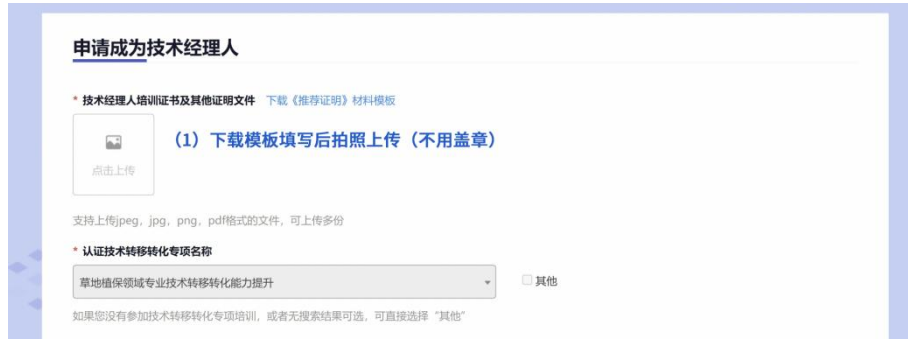 申请成为技术经理人
* 技术经理人培训证书及其他证明文件 下载《推荐证明》材料模板
(1) 下载模板填写后拍照上传（不用盖章）
点击上传
支持上传jpeg，jpg，png，pdf格式的文件，可上传多份
* 认证技术转移转化专项名称
草地植保领域专业技术转移转化能力提升 其他
如果您没有参加技术转移转化专项培训，或者无搜索结果可选，可直接选择“其他”